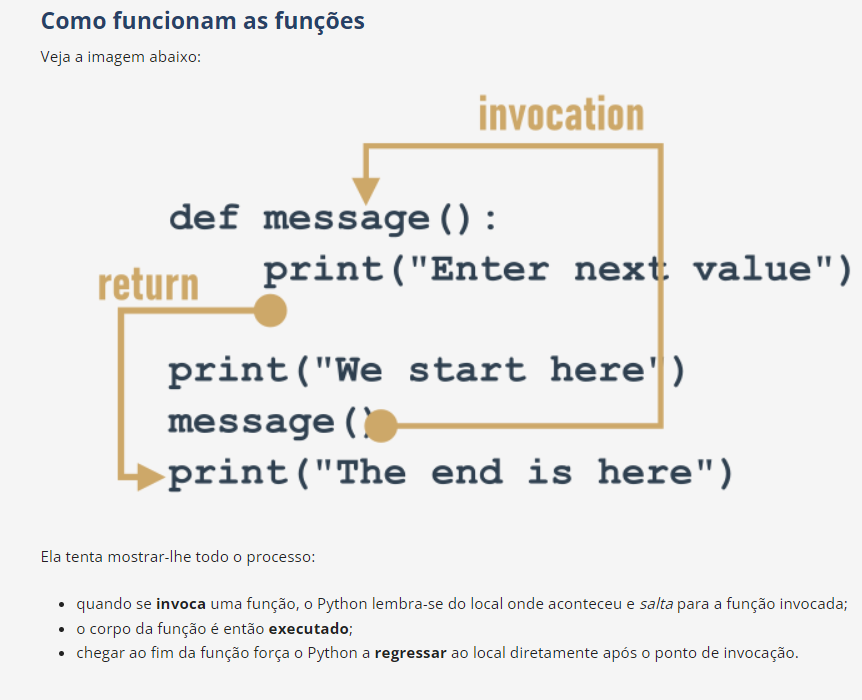 Como funcionam as funções
Veja a imagem abaixo:
invocation
def message():
print("Enter next value")
return
print("We start here")
message()
print("The end is here")
Ela tenta mostrar-lhe todo o processo:
• quando se invoca uma função, o Python lembra-se do local onde aconteceu e salta para a função invocada;
• o corpo da função é então executado;
• chegar ao fim da função força o Python a regressar ao local diretamente após o ponto de invocação.